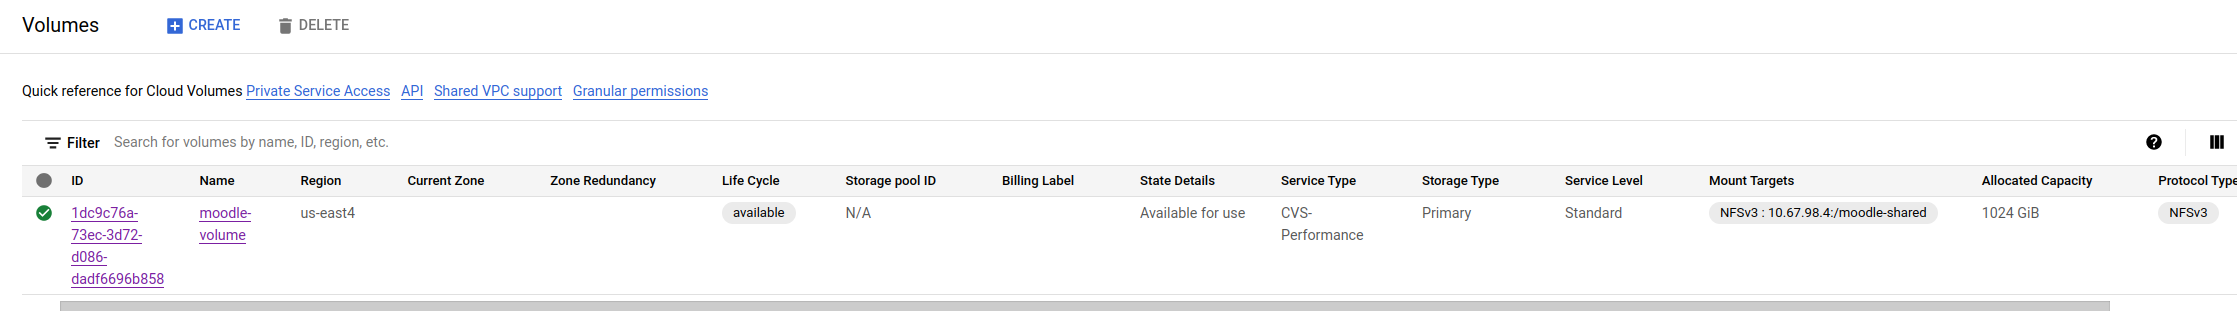 Volumes CREATE DELETE
Quick reference for Cloud Volumes Private Service Access API Shared VPC support Granular permissions
Filter Search for volumes by name, ID, region, etc.
ID Name Region Current Zone Zone Redundancy Life Cycle Storage pool ID Billing Label State Details Service Type Storage Type Service Level Mount Targets Allocated Capacity Protocol Type
1dc9c76a- moodle- us-east4 available N/A Available for use CVS- Primary Standard NFSv3 : 10.67.98.4:/moodle-shared 1024 GiB NFSv3
73ec-3d72- volume Performance
d086-
dadf6696b858